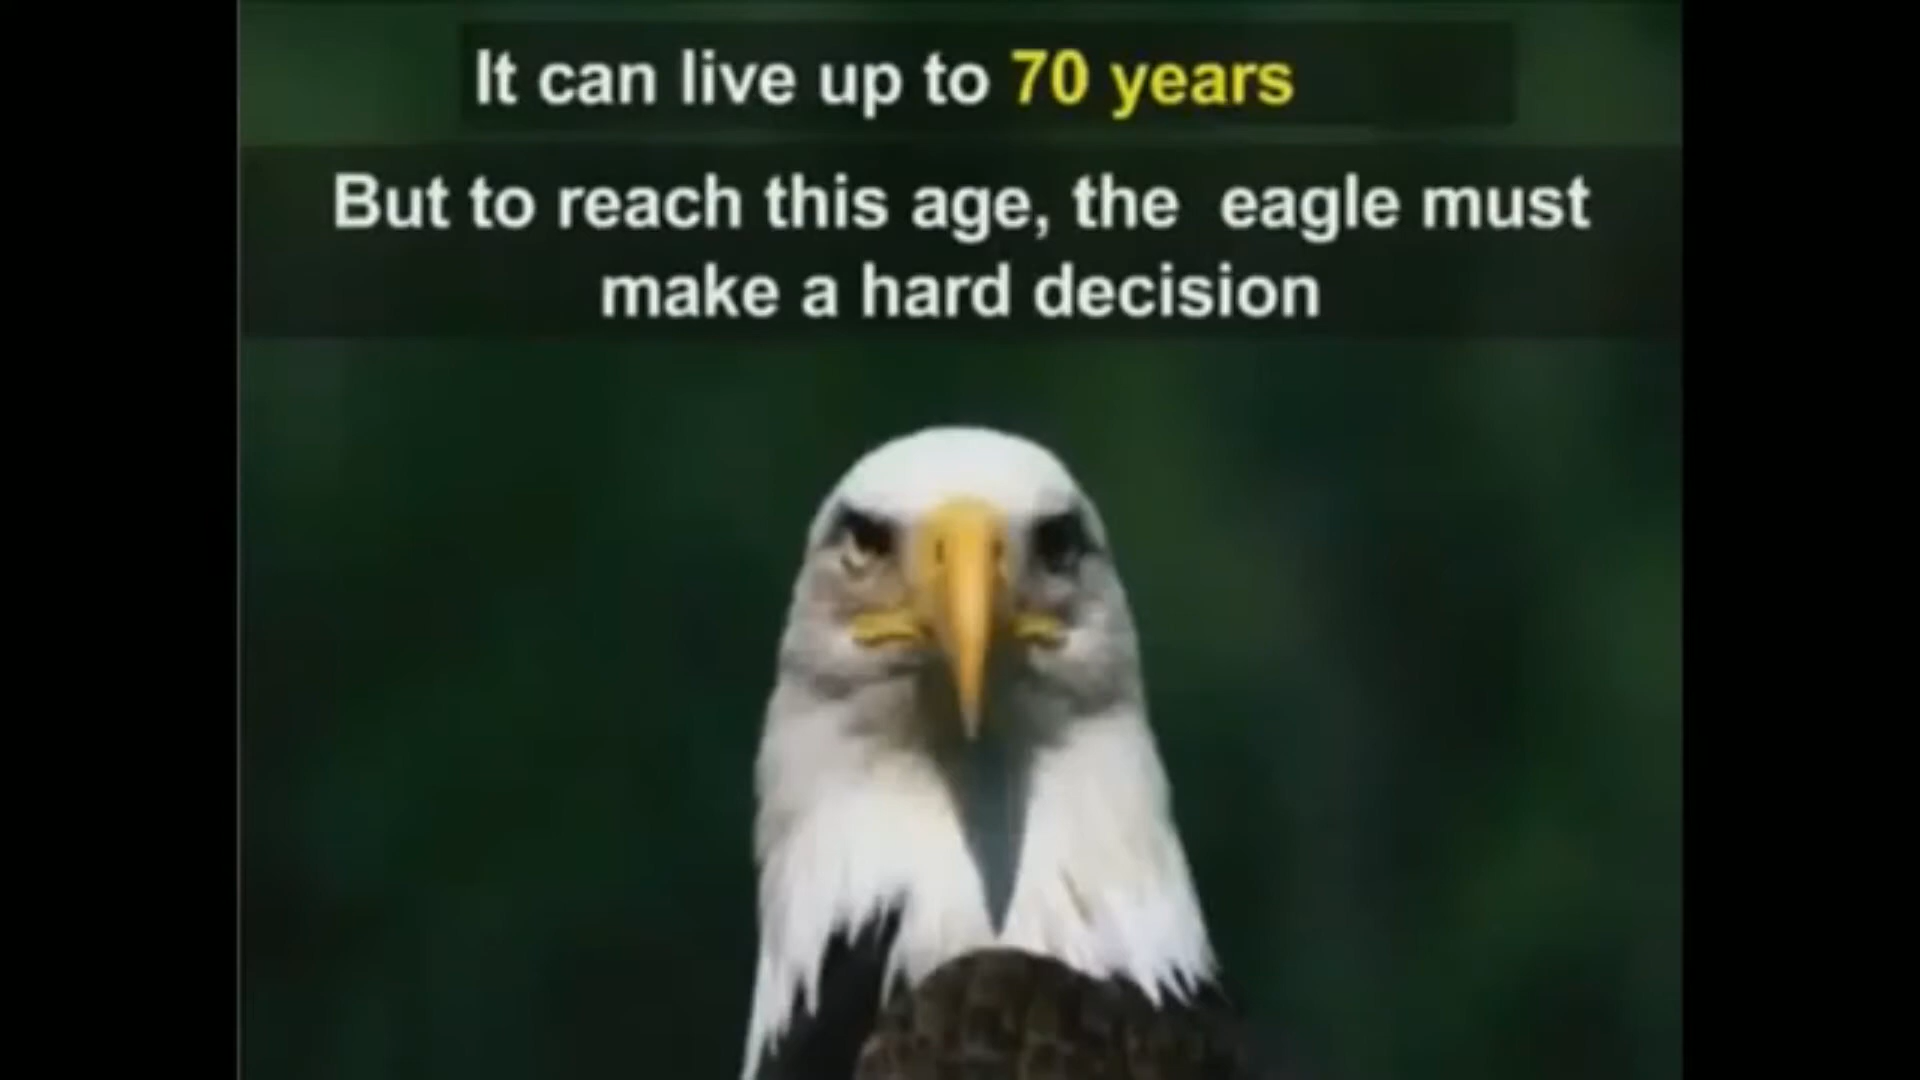 It can live up to 70 years
But to reach this age, the eagle must
make a hard decision